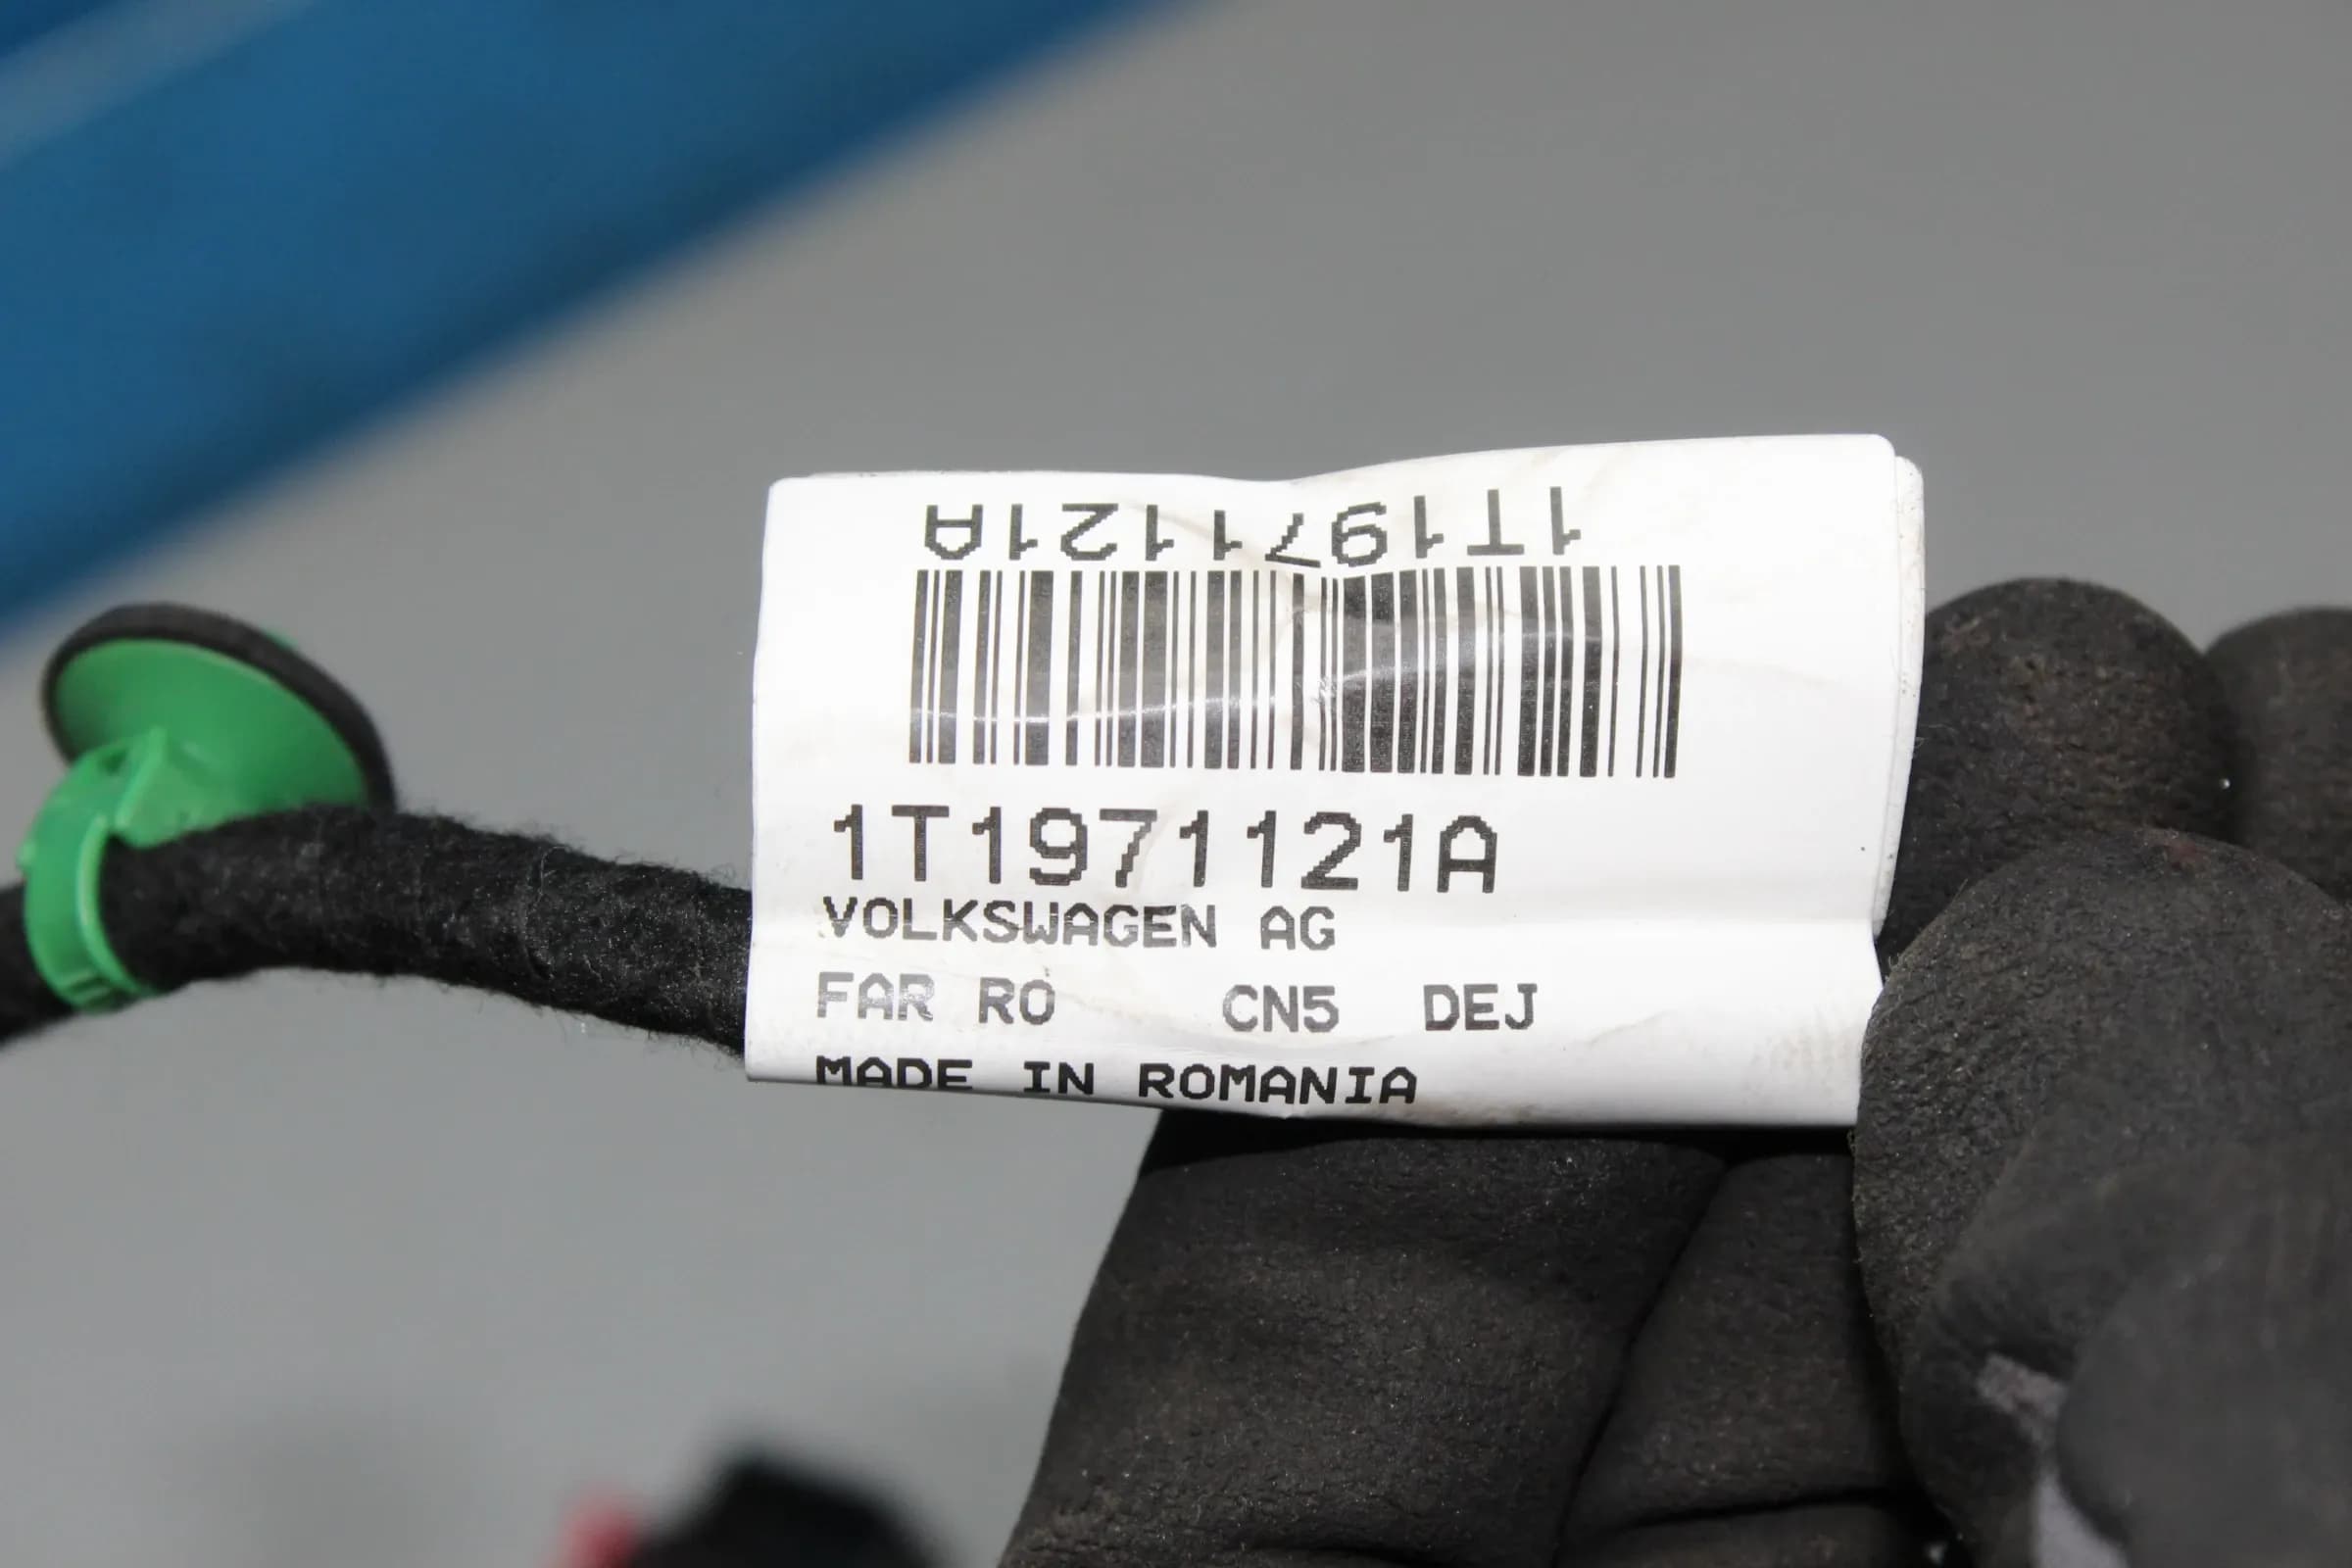 1T1971121A
1T1971121A
VOLKSWAGEN AG
FAR RO CN5 DEJ
MADE IN ROMANIA